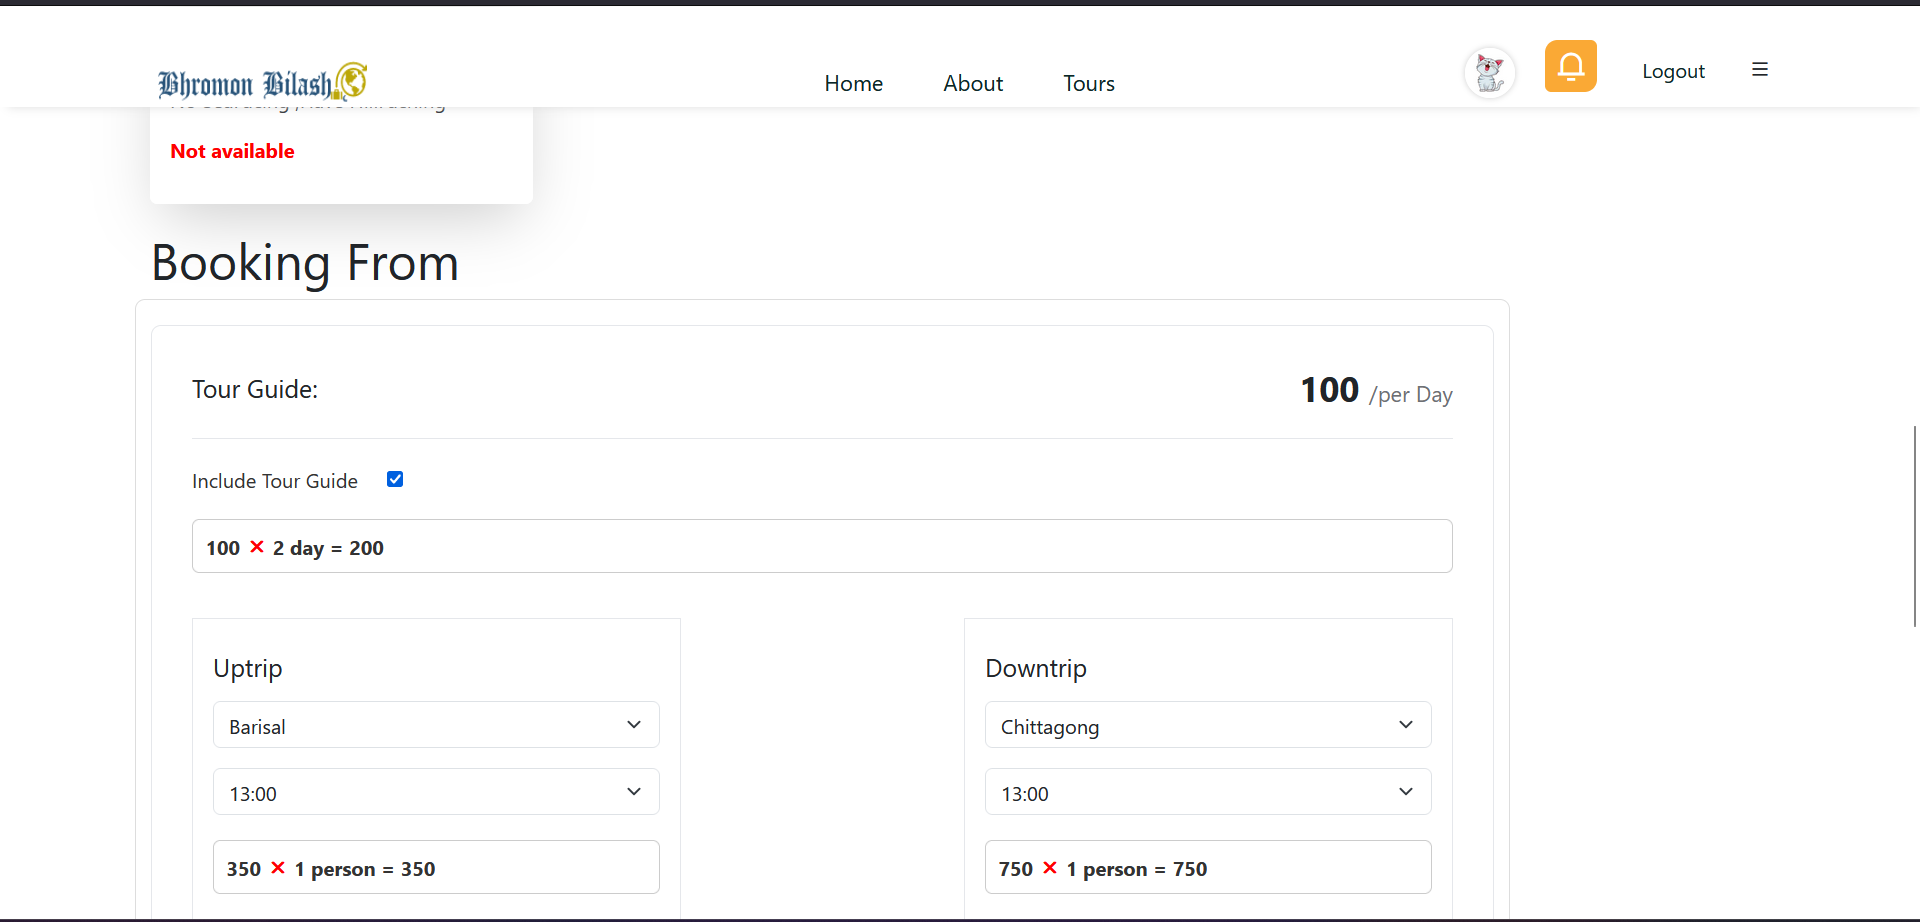 Bhromon Bilash
Home About Tours Logout
Not available
Booking From
Tour Guide: 100 /per Day
Include Tour Guide
100 × 2 day = 200
Uptrip
Barisal
13:00
350 × 1 person = 350
Downtrip
Chittagong
13:00
750 × 1 person = 750